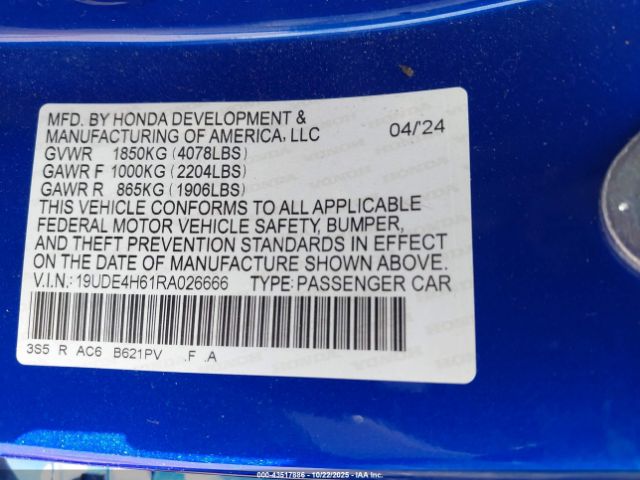 MFD. BY HONDA DEVELOPMENT &
MANUFACTURING OF AMERICA, LLC 04/'24
GVWR 1850KG (4078LBS)
GAWR F 1000KG (2204LBS)
GAWR R 865KG (1906LBS)
THIS VEHICLE CONFORMS TO ALL APPLICABLE
FEDERAL MOTOR VEHICLE SAFETY, BUMPER,
AND THEFT PREVENTION STANDARDS IN EFFECT
ON THE DATE OF MANUFACTURE SHOWN ABOVE.
V.I.N.: 19UDE4H61RA026666 TYPE: PASSENGER CAR
3S5 R AC6 B621PV .F .A
000-43517886 - 10/22/2025 - IAA Inc.